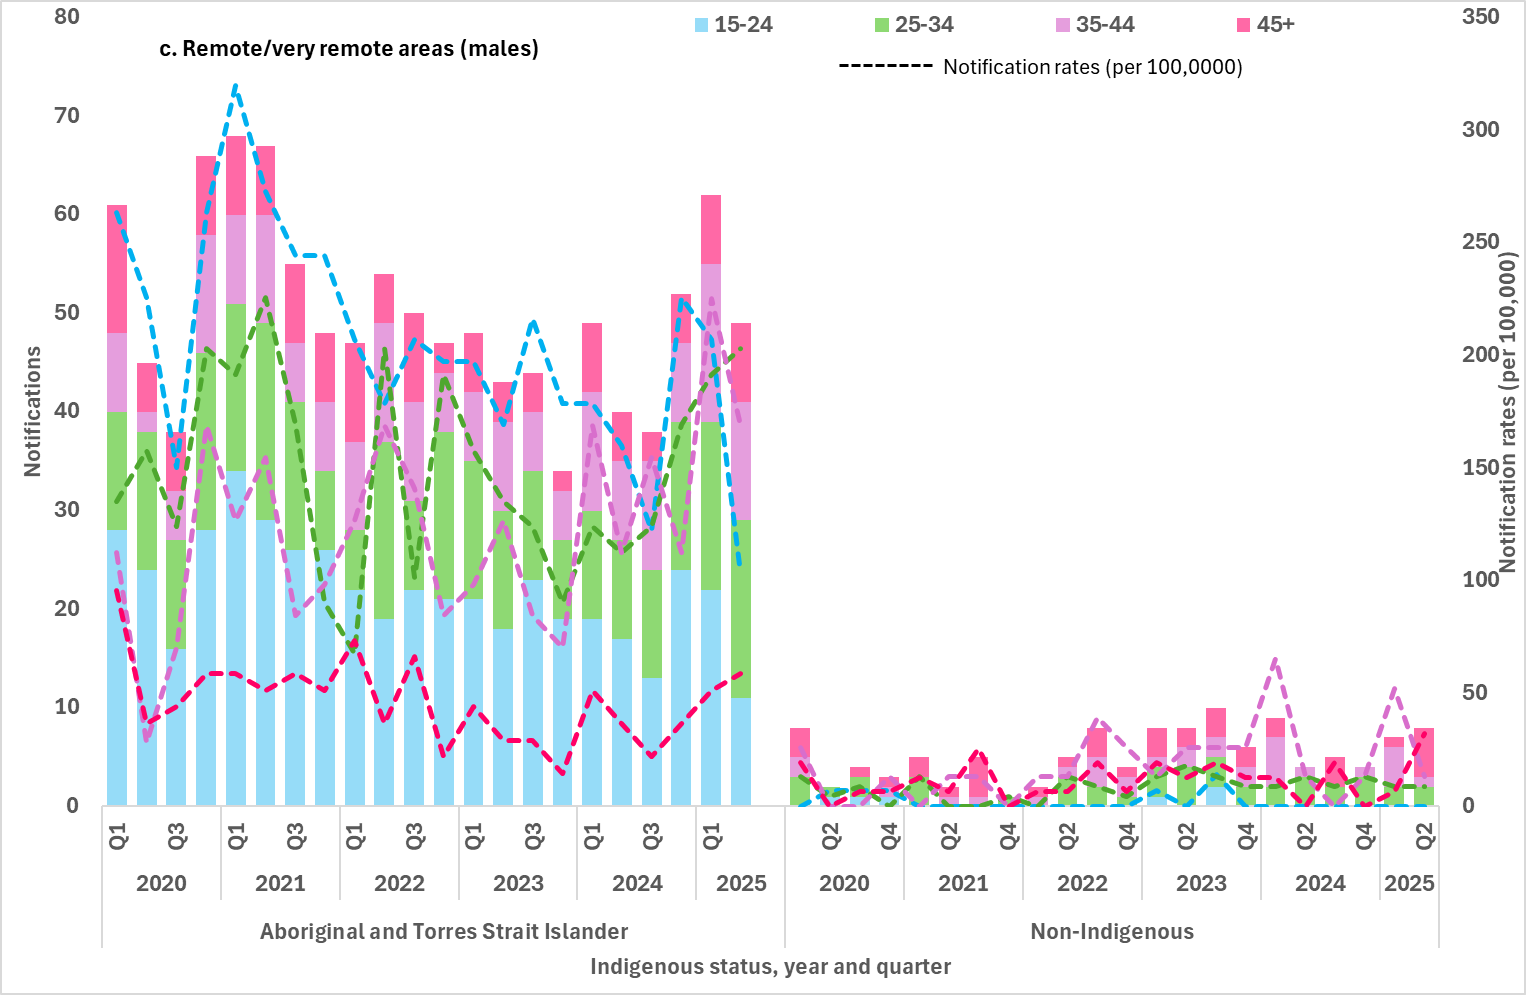 80
350
15-24
25-34
35-44
45+
c. Remote/very remote areas (males)
Notification rates (per 100,0000)
70
300
60
250
50
200
40
150
30
100
20
50
10
0
0
Notifications
Notification rates (per 100,000)
Q1 Q3 Q1 Q3 Q1 Q3 Q1 Q3 Q1 Q3 Q1 Q2 Q4 Q2 Q4 Q2 Q4 Q2 Q4 Q2 Q4 Q2
2020 2021 2022 2023 2024 2025 2020 2021 2022 2023 2024 2025
Aboriginal and Torres Strait Islander
Non-Indigenous
Indigenous status, year and quarter